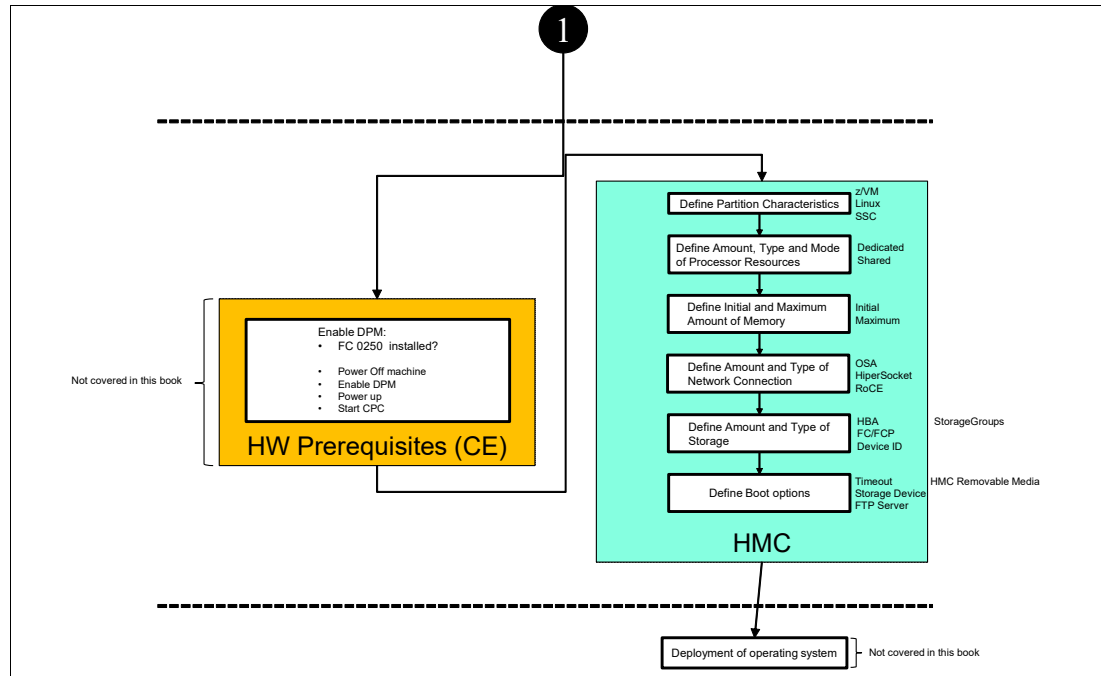 1
Not covered in this book
Enable DPM:
• FC 0250 installed?
• Power Off machine
• Enable DPM
• Power up
• Start CPC
HW Prerequisites (CE)
Define Partition Characteristics
z/VM
Linux
SSC
Define Amount, Type and Mode
of Processor Resources
Dedicated
Shared
Define Initial and Maximum
Amount of Memory
Initial
Maximum
Define Amount and Type of
Network Connection
OSA
HiperSocket
RoCE
Define Amount and Type of
Storage
HBA
FC/FCP
Device ID
StorageGroups
Define Boot options
Timeout
Storage Device
FTP Server
HMC Removable Media
HMC
Deployment of operating system
Not covered in this book